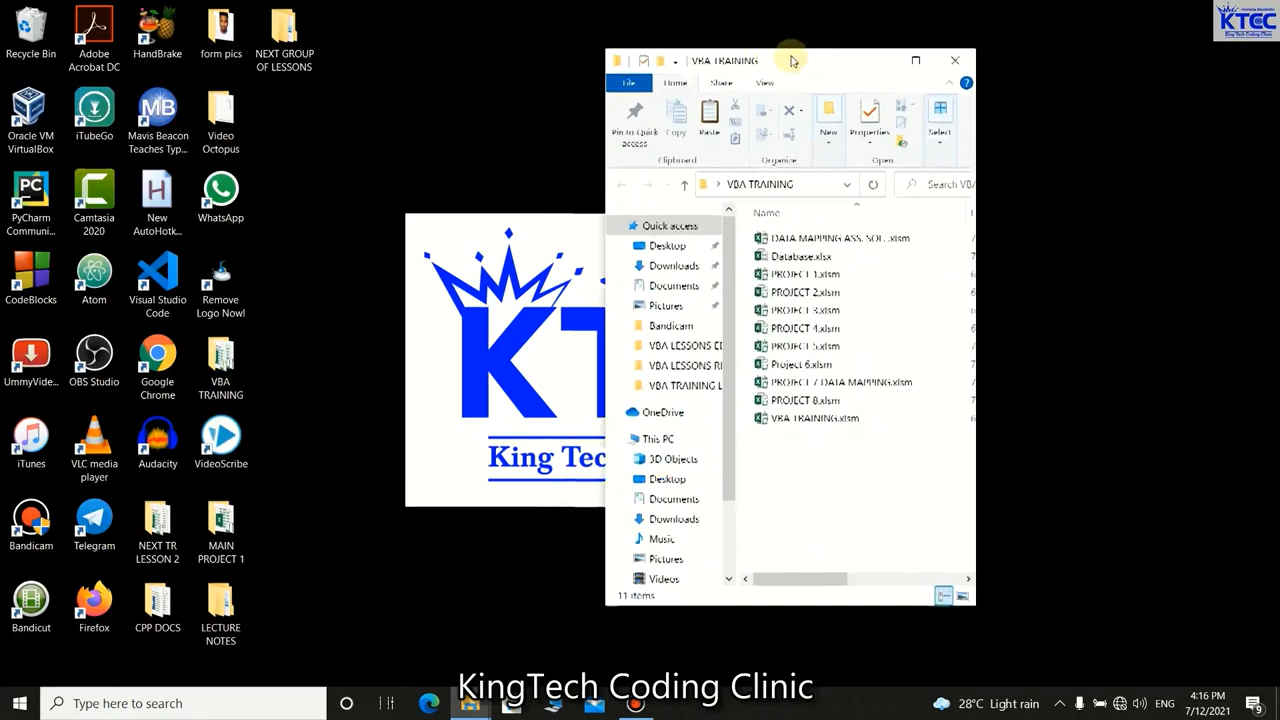 Recycle Bin
Adobe
Acrobat DC
HandBrake
form pics
NEXT GROUP
OF LESSONS
Oracle VM
VirtualBox
iTubeGo
Mavis Beacon
Teaches Typ...
Video
Octopus
PyCharm
Communi...
Camtasia
2020
New
AutoHotk...
WhatsApp
CodeBlocks
Atom
Visual Studio
Code
Remove
Logo Now!
UmmyVide...
OBS Studio
Google
Chrome
VBA
TRAINING
iTunes
VLC media
player
Audacity
VideoScribe
Bandicam
Telegram
NEXT TR
LESSON 2
MAIN
PROJECT 1
Bandicut
Firefox
CPP DOCS
LECTURE
NOTES
KT
King Tec
VBA TRAINING
File
Home
Share
View
Pin to Quick
access
Copy
Paste
New
Properties
Select
Clipboard
Organize
Open
VBA TRAINING
Search VB
Quick access
Desktop
Downloads
Documents
Pictures
Bandicam
VBA LESSONS ED
VBA LESSONS RI
VBA TRAINING L
OneDrive
This PC
3D Objects
Desktop
Documents
Downloads
Music
Pictures
Videos
Name
DATA MAPPING ASS. SOL. .xlsm
Database.xlsx
PROJECT 1.xlsm
PROJECT 2.xlsm
PROJECT 3.xlsm
PROJECT 4.xlsm
PROJECT 5.xlsm
Project 6.xlsm
PROJECT 7 DATA MAPPING.xlsm
PROJECT 8.xlsm
VBA TRAINING.xlsm
11 items
KTCC
King Tech Coding Clinic
KingTech Coding Clinic
Type here to search
28°C Light rain
ENG
4:16 PM
7/12/2021
9